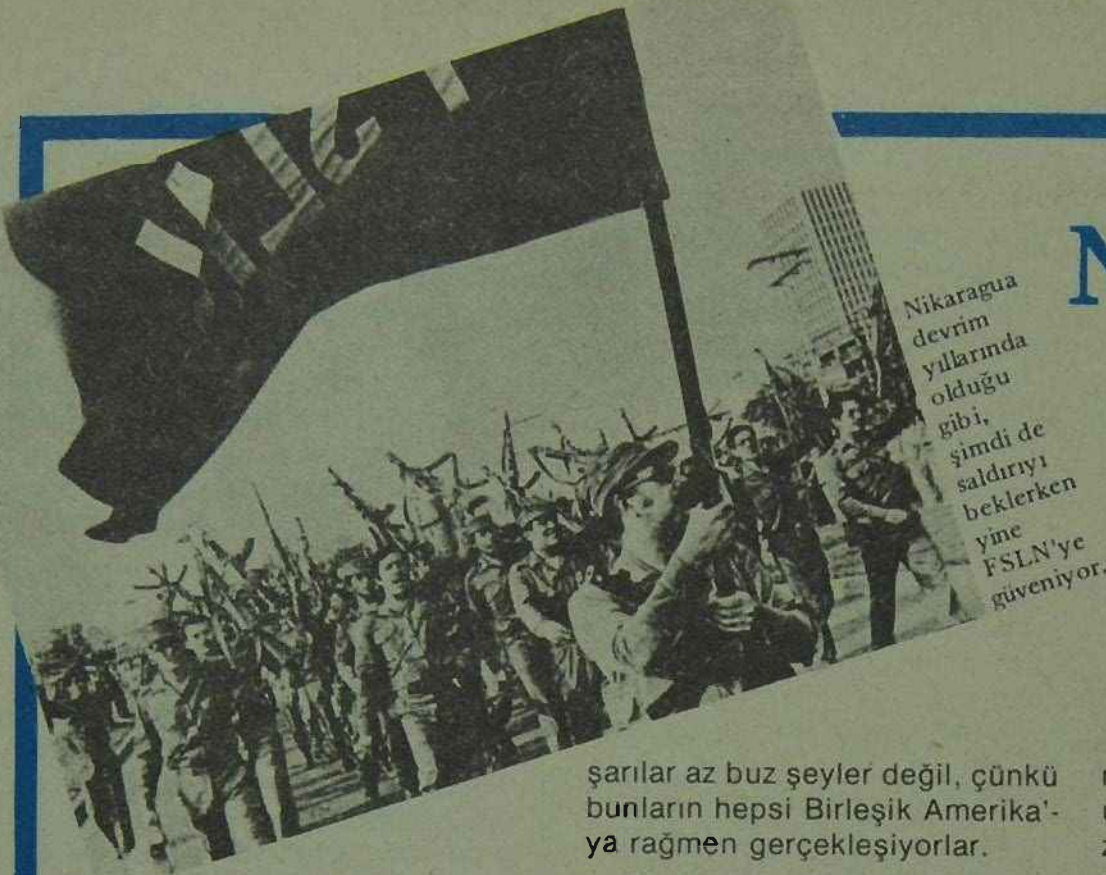 N
Nikaragua
devrim
yıllarında
olduğu
gibi,
şimdi de
saldırıyı
beklerken
yine
FSLN'ye
güveniyor.
şarılar az buz şeyler değil, çünkü
bunların hepsi Birleşik Amerika'-
ya rağmen gerçekleşiyorlar.